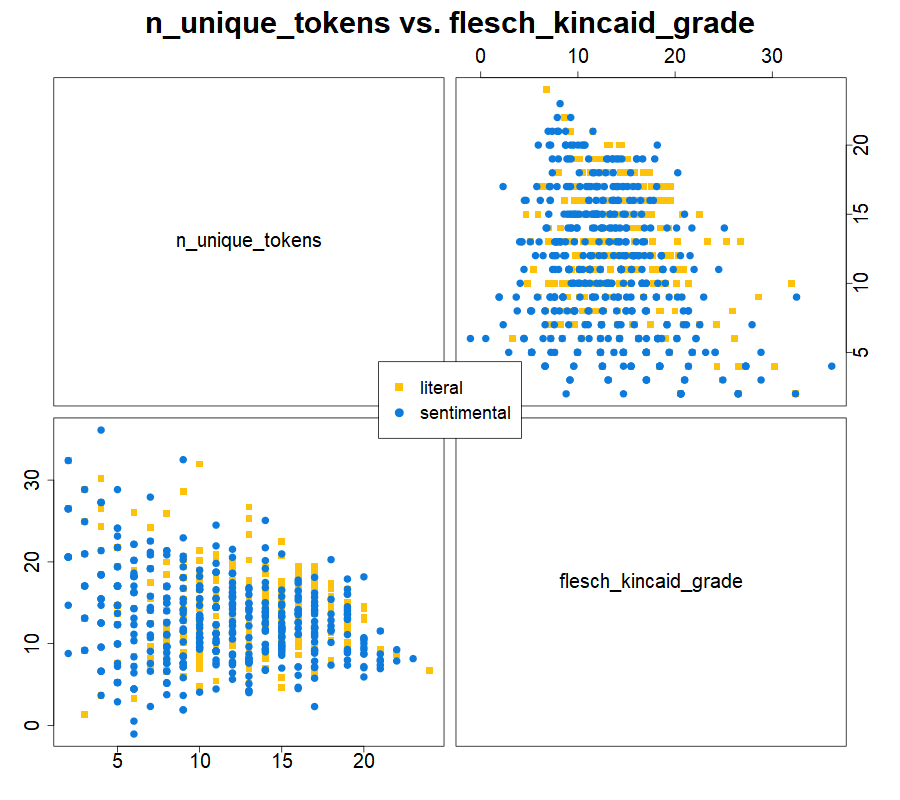 n_unique_tokens vs. flesch_kincaid_grade
0 10 20 30
n_unique_tokens
5 10 15 20
literal
sentimental
0 10 20 30
flesch_kincaid_grade
5 10 15 20